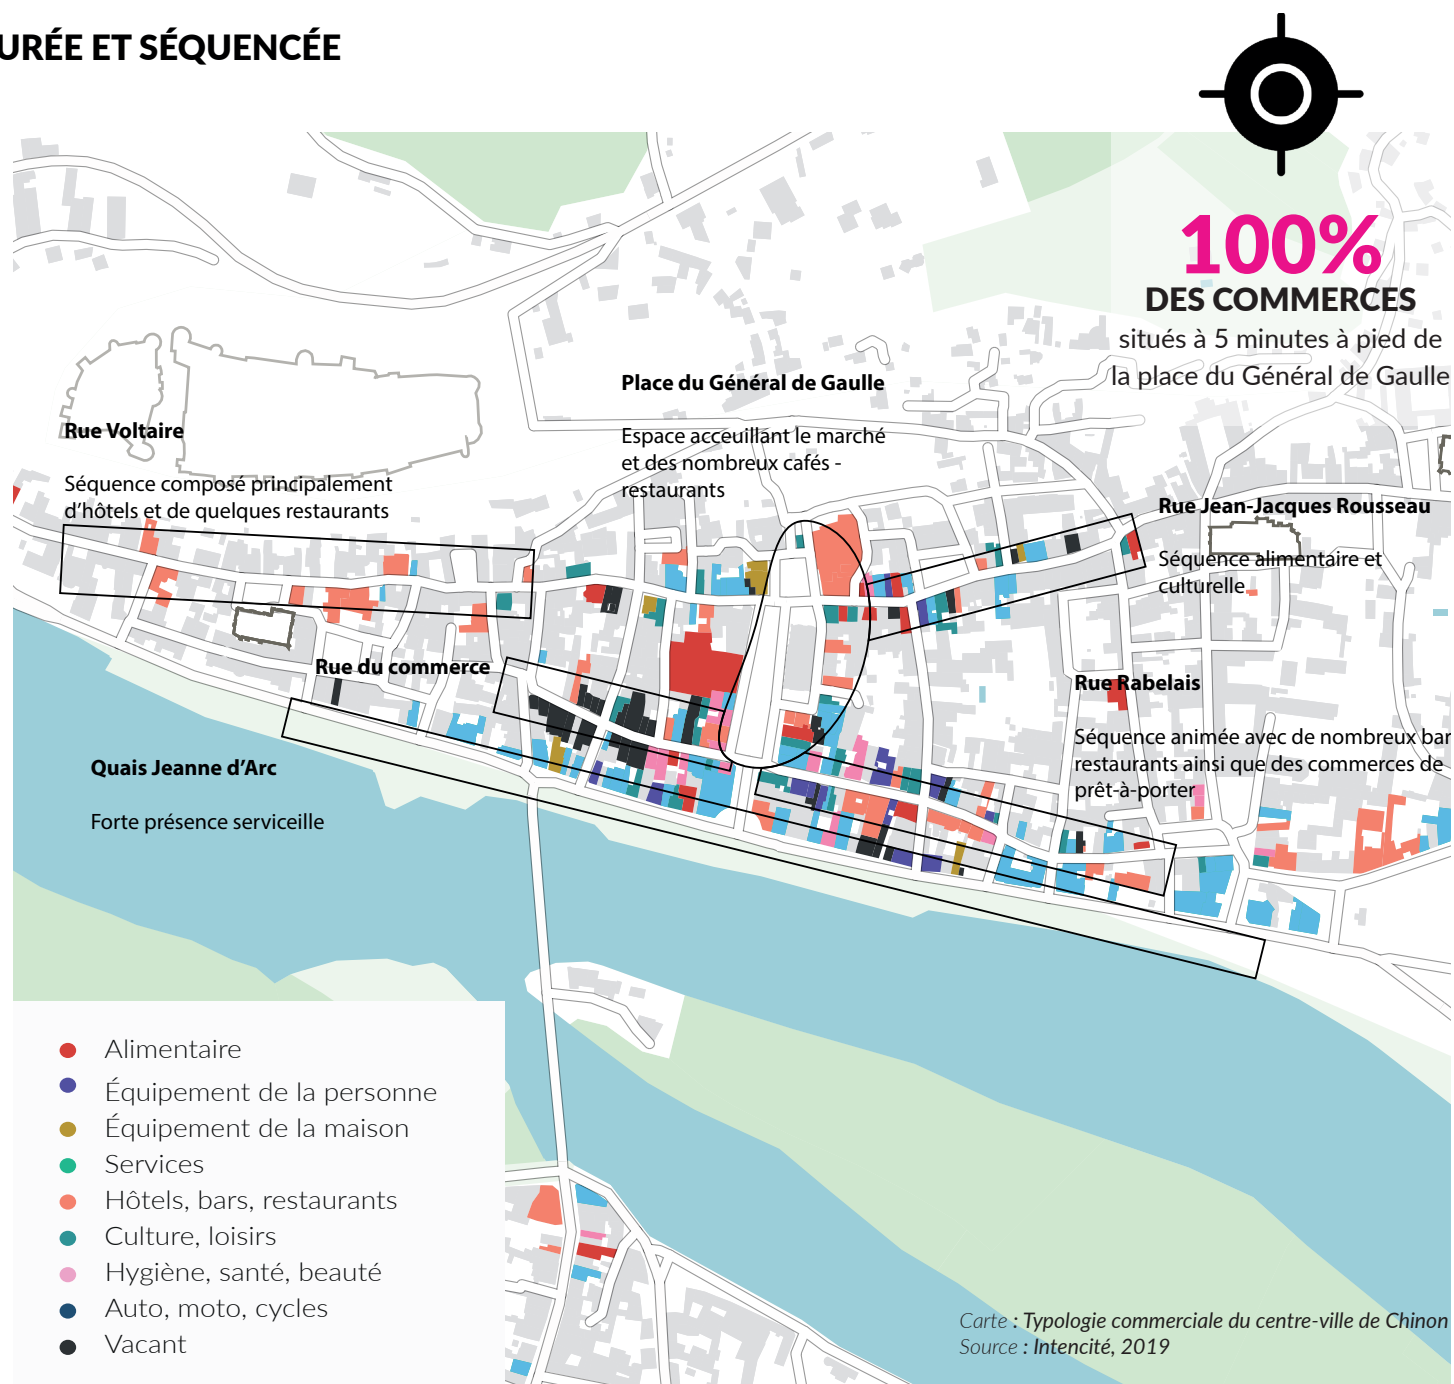 URÉE ET SÉQUENCÉE
100%
DES COMMERCES
situés à 5 minutes à pied de
la place du Général de Gaulle
Place du Général de Gaulle
Espace acceuillant le marché
et des nombreux cafés -
restaurants
Rue Voltaire
Séquence composé principalement
d'hôtels et de quelques restaurants
Rue Jean-Jacques Rousseau
Séquence alimentaire et
culturelle
Rue du commerce
Rue Rabelais
Séquence animée avec de nombreux bar
restaurants ainsi que des commerces de
prêt-à-porter
Quais Jeanne d'Arc
Forte présence serviceille
Alimentaire
Équipement de la personne
Équipement de la maison
Services
Hôtels, bars, restaurants
Culture, loisirs
Hygiène, santé, beauté
Auto, moto, cycles
Vacant
Carte : Typologie commerciale du centre-ville de Chinon
Source : Intencité, 2019